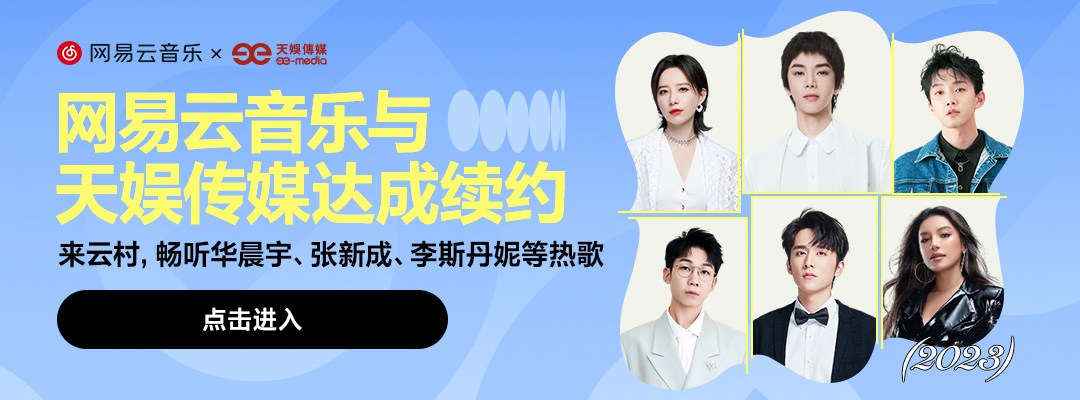 网易云音乐 × 天娱傳媒
ee-media
网易云音乐与
天娱传媒达成续约
来云村, 畅听华晨宇、张新成、李斯丹妮等热歌
点击进入
(2023)